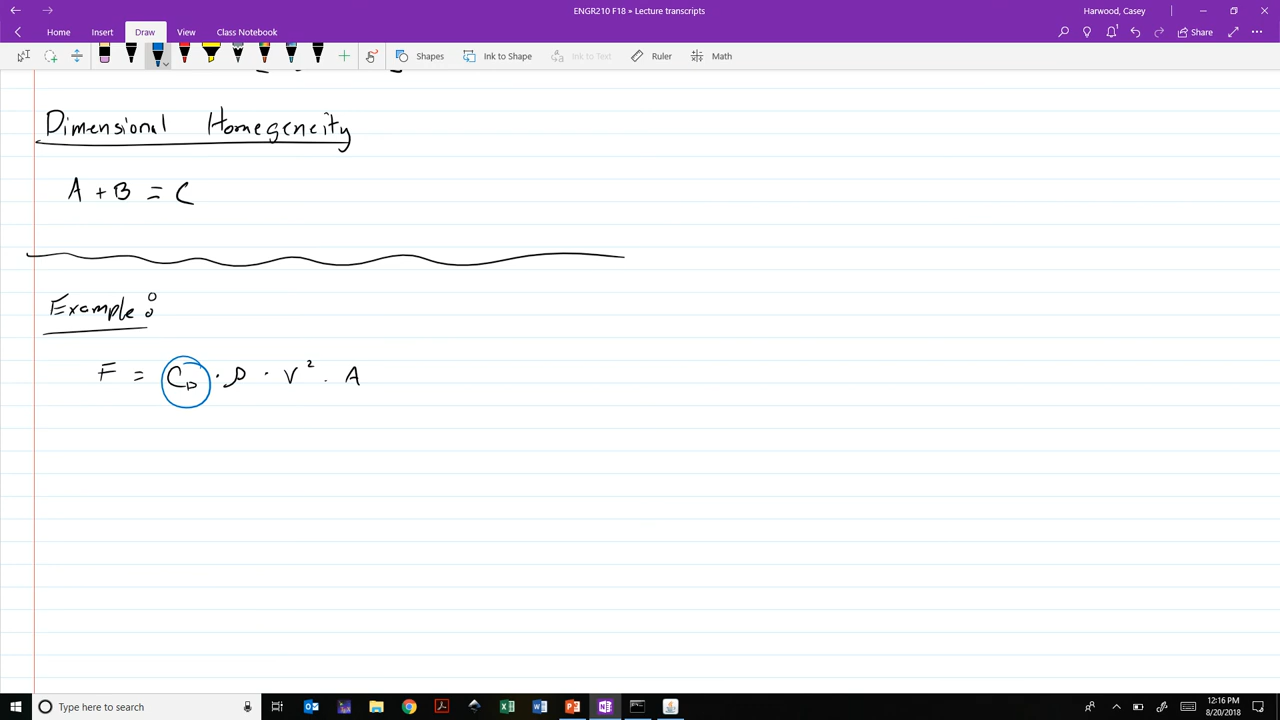 ENGR210 F18 » Lecture transcripts
Harwood, Casey
Home Insert Draw View Class Notebook
Share
Shapes Ink to Shape Ink to Text Ruler Math
Dimensional Homogeneity
A + B = C
Example:
F = C_D · ρ · V² · A
Type here to search
12:16 PM
8/20/2018